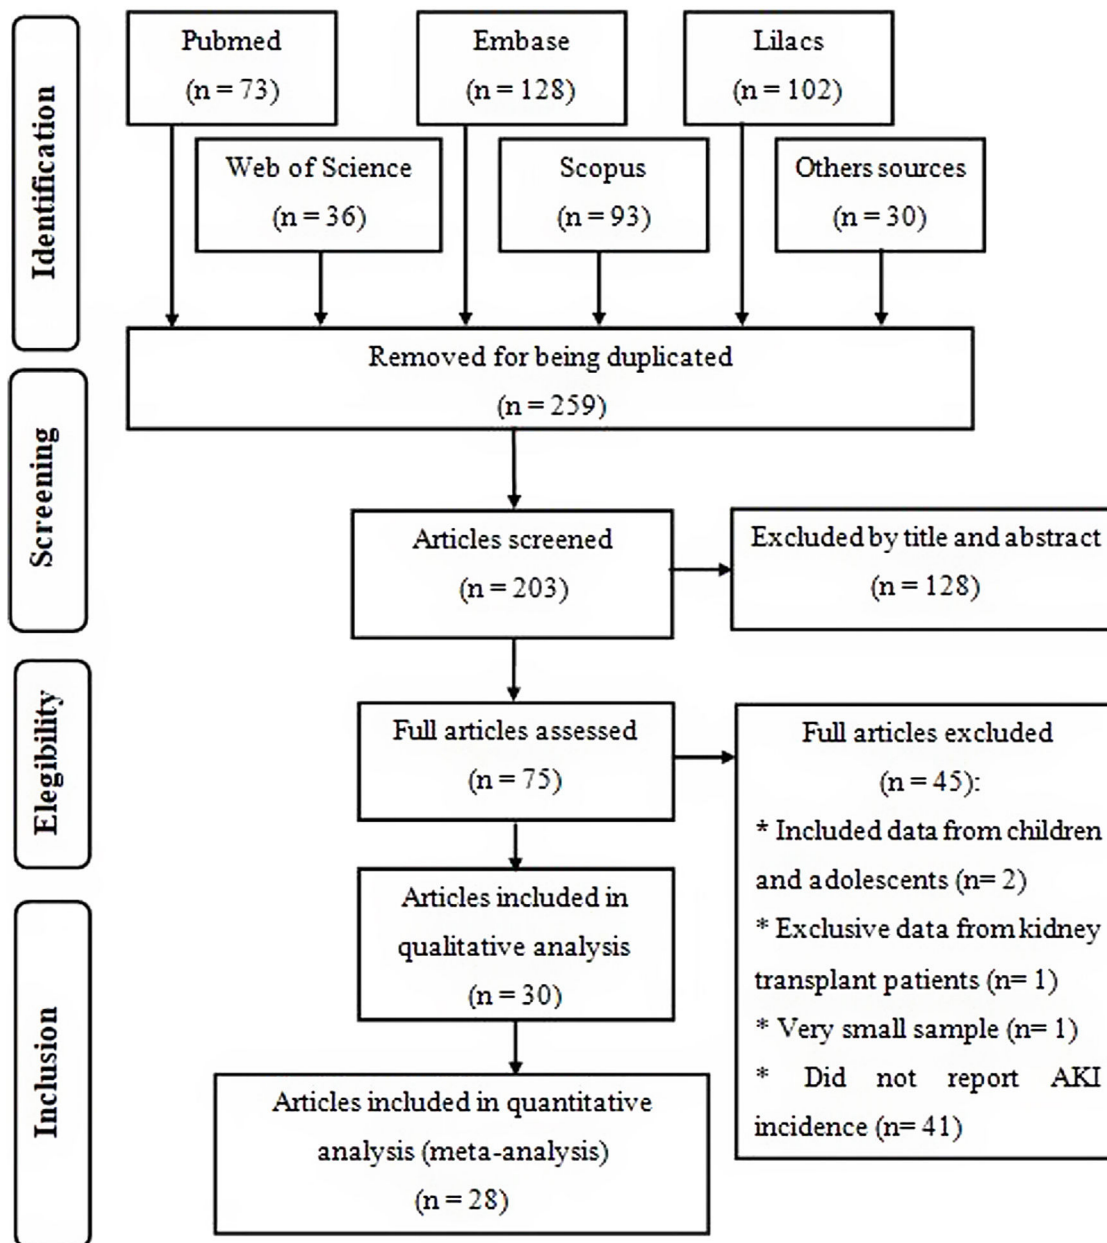 Identification
Pubmed
(n = 73)
Embase
(n = 128)
Lilacs
(n = 102)
Web of Science
(n = 36)
Scopus
(n = 93)
Others sources
(n = 30)
Removed for being duplicated
(n = 259)
Screening
Articles screened
(n = 203)
Excluded by title and abstract
(n = 128)
Elegibility
Full articles assessed
(n = 75)
Full articles excluded
(n = 45):
* Included data from children
and adolescents (n= 2)
* Exclusive data from kidney
transplant patients (n= 1)
* Very small sample (n= 1)
* Did not report AKI
incidence (n= 41)
Inclusion
Articles included in
qualitative analysis
(n = 30)
Articles included in quantitative
analysis (meta-analysis)
(n = 28)